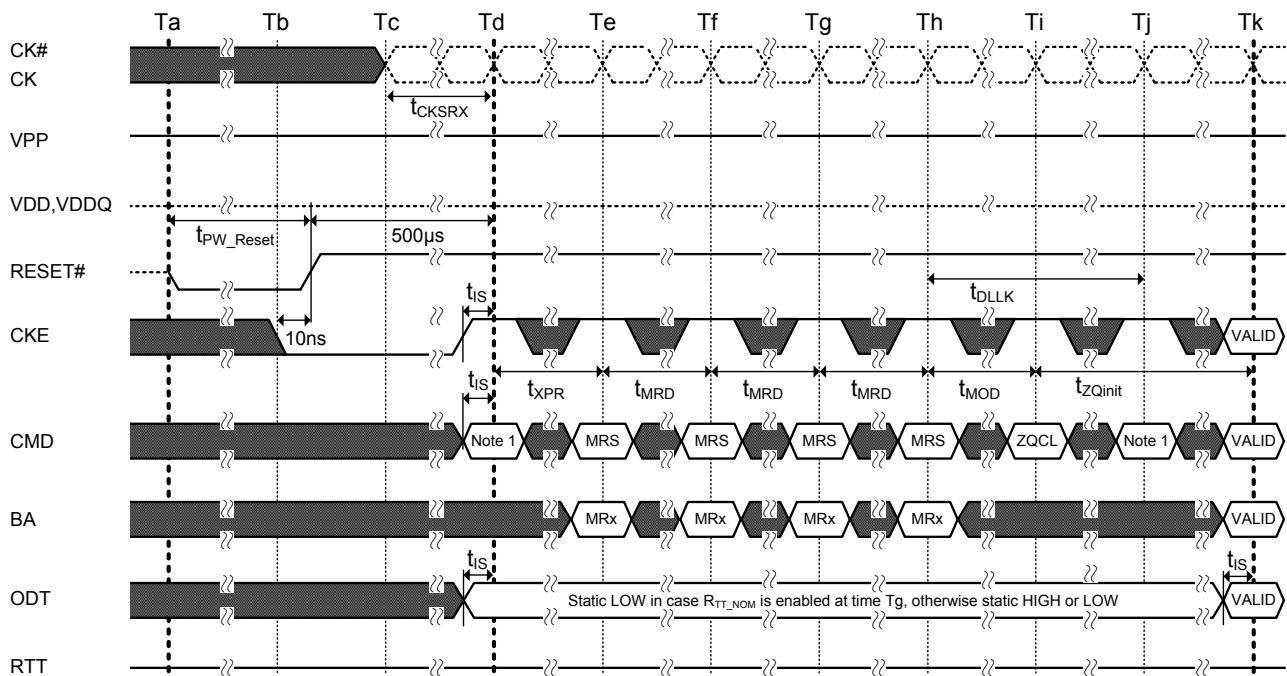 Ta Tb Tc Td Te Tf Tg Th Ti Tj Tk
CK#
CK
tCKSRX
VPP
VDD,VDDQ
tPW_Reset 500µs
RESET#
tDLLK
tIS
CKE 10ns VALID
tIS tXPR tMRD tMRD tMRD tMOD tZQinit
CMD Note 1 MRS MRS MRS MRS ZQCL Note 1 VALID
BA MRx MRx MRx MRx VALID
tIS tIS
ODT Static LOW in case RTT_NOM is enabled at time Tg, otherwise static HIGH or LOW VALID
RTT